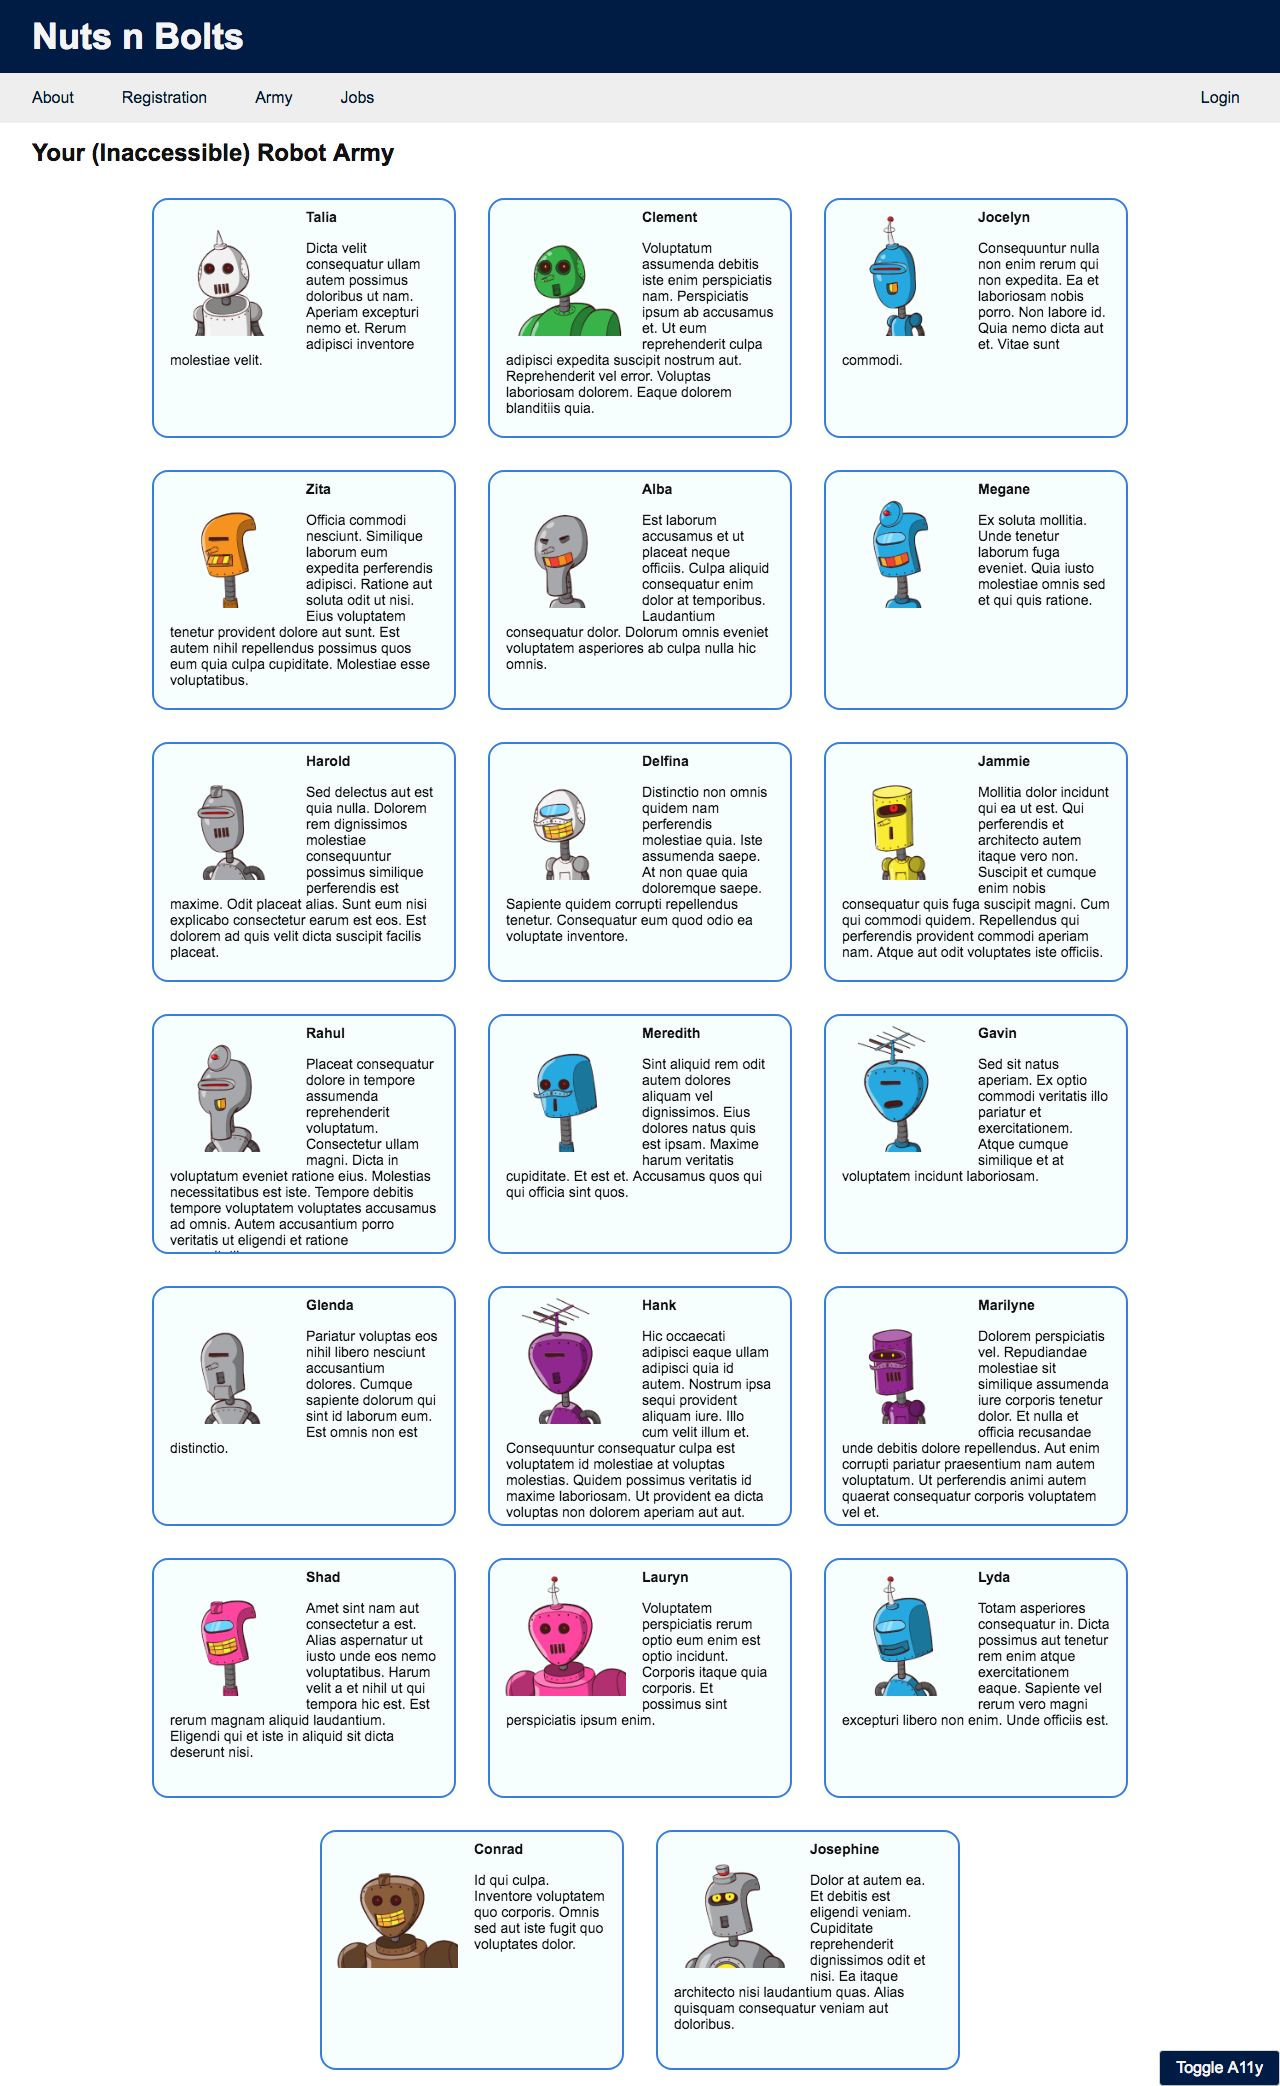 Nuts n Bolts
About Registration Army Jobs Login
Your (Inaccessible) Robot Army
Talia
Dicta velit
consequatur ullam
autem possimus
doloribus ut nam.
Aperiam excepturi
nemo et. Rerum
adipisci inventore
molestiae velit.
Clement
Voluptatum
assumenda debitis
iste enim perspiciatis
nam. Perspiciatis
ipsum ab accusamus
et. Ut eum
reprehenderit culpa
adipisci expedita suscipit nostrum aut.
Reprehenderit vel error. Voluptas
laboriosam dolorem. Eaque dolorem
blanditiis quia.
Jocelyn
Consequuntur nulla
non enim rerum qui
non expedita. Ea et
laboriosam nobis
porro. Non labore id.
Quia nemo dicta aut
et. Vitae sunt
commodi.
Zita
Officia commodi
nesciunt. Similique
laborum eum
expedita perferendis
adipisci. Ratione aut
soluta odit ut nisi.
Eius voluptatem
tenetur provident dolore aut sunt. Est
autem nihil repellendus possimus quos
eum quia culpa cupiditate. Molestiae esse
voluptatibus.
Alba
Est laborum
accusamus et ut
placeat neque
officiis. Culpa aliquid
consequatur enim
dolor at temporibus.
Laudantium
consequatur dolor. Dolorum omnis eveniet
voluptatem asperiores ab culpa nulla hic
omnis.
Megane
Ex soluta mollitia.
Unde tenetur
laborum fuga
eveniet. Quia iusto
molestiae omnis sed
et qui quis ratione.
Harold
Sed delectus aut est
quia nulla. Dolorem
rem dignissimos
molestiae
consequuntur
possimus similique
perferendis est
maxime. Odit placeat alias. Sunt eum nisi
explicabo consectetur earum est eos. Est
dolorem ad quis velit dicta suscipit facilis
placeat.
Delfina
Distinctio non omnis
quidem nam
perferendis
molestiae quia. Iste
assumenda saepe.
At non quae quia
doloremque saepe.
Sapiente quidem corrupti repellendus
tenetur. Consequatur eum quod odio ea
voluptate inventore.
Jammie
Mollitia dolor incidunt
qui ea ut est. Qui
perferendis et
architecto autem
itaque vero non.
Suscipit et cumque
enim nobis
consequatur quis fuga suscipit magni. Cum
qui commodi quidem. Repellendus qui
perferendis provident commodi aperiam
nam. Atque aut odit voluptates iste officiis.
Rahul
Placeat consequatur
dolore in tempore
assumenda
reprehenderit
voluptatum.
Consectetur ullam
magni. Dicta in
voluptatum eveniet ratione eius. Molestias
necessitatibus est iste. Tempore debitis
tempore voluptatem voluptates accusamus
ad omnis. Autem accusantium porro
veritatis ut eligendi et ratione
Meredith
Sint aliquid rem odit
autem dolores
aliquam vel
dignissimos. Eius
dolores natus quis
est ipsam. Maxime
harum veritatis
cupiditate. Et est et. Accusamus quos qui
qui officia sint quos.
Gavin
Sed sit natus
aperiam. Ex optio
commodi veritatis illo
pariatur et
exercitationem.
Atque cumque
similique et at
voluptatem incidunt laboriosam.
Glenda
Pariatur voluptas eos
nihil libero nesciunt
accusantium
dolores. Cumque
sapiente dolorum qui
sint id laborum eum.
Est omnis non est
distinctio.
Hank
Hic occaecati
adipisci eaque ullam
adipisci quia id
autem. Nostrum ipsa
sequi provident
aliquam iure. Illo
cum velit illum et.
Consequuntur consequatur culpa est
voluptatem id molestiae at voluptas
molestias. Quidem possimus veritatis id
maxime laboriosam. Ut provident ea dicta
voluptas non dolorem aperiam aut aut.
Marilyne
Dolorem perspiciatis
vel. Repudiandae
molestiae sit
similique assumenda
iure corporis tenetur
dolor. Et nulla et
officia recusandae
unde debitis dolore repellendus. Aut enim
corrupti pariatur praesentium nam autem
voluptatum. Ut perferendis animi autem
quaerat consequatur corporis voluptatem
vel et.
Shad
Amet sint nam aut
consectetur a est.
Alias aspernatur ut
iusto unde eos nemo
voluptatibus. Harum
velit a et nihil ut qui
tempora hic est. Est
rerum magnam aliquid laudantium.
Eligendi qui et iste in aliquid sit dicta
deserunt nisi.
Lauryn
Voluptatem
perspiciatis rerum
optio eum enim est
optio incidunt.
Corporis itaque quia
corporis. Et
possimus sint
perspiciatis ipsum enim.
Lyda
Totam asperiores
consequatur in. Dicta
possimus aut tenetur
rem enim atque
exercitationem
eaque. Sapiente vel
rerum vero magni
excepturi libero non enim. Unde officiis est.
Conrad
Id qui culpa.
Inventore voluptatem
quo corporis. Omnis
sed aut iste fugit quo
voluptates dolor.
Josephine
Dolor at autem ea.
Et debitis est
eligendi veniam.
Cupiditate
reprehenderit
dignissimos odit et
nisi. Ea itaque
architecto nisi laudantium quas. Alias
quisquam consequatur veniam aut
doloribus.
Toggle A11y